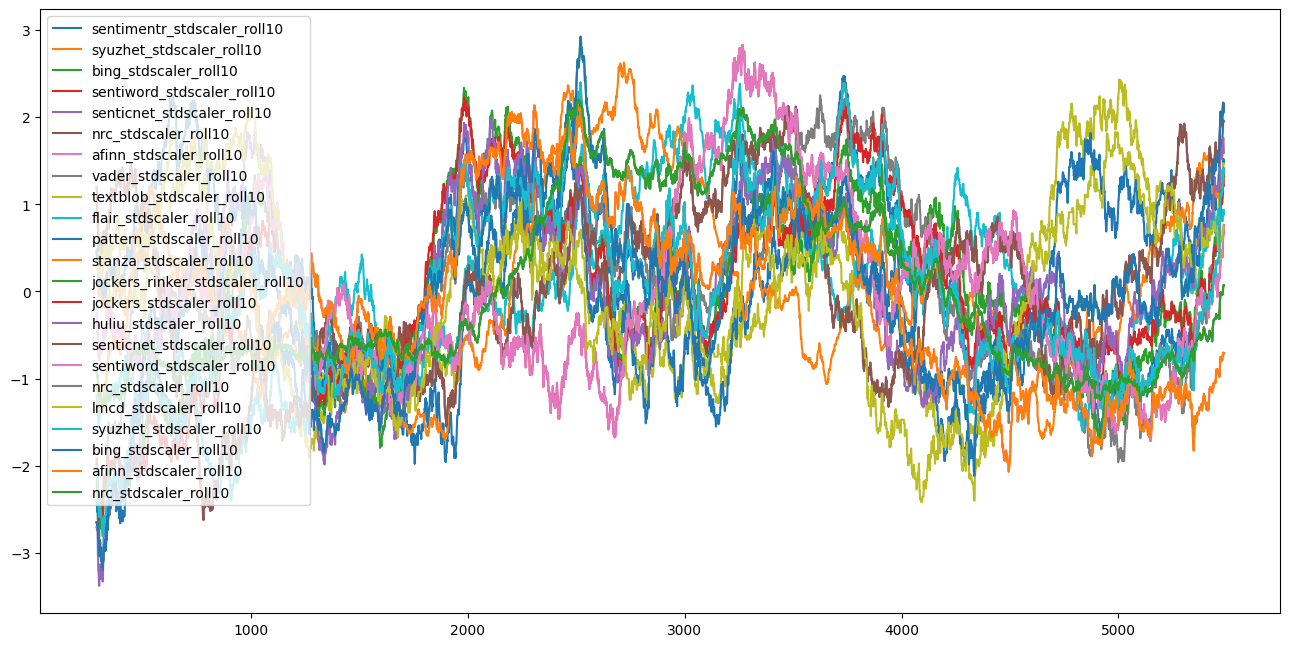 sentimentr_stdscaler_roll10
syuzhet_stdscaler_roll10
bing_stdscaler_roll10
sentiword_stdscaler_roll10
senticnet_stdscaler_roll10
nrc_stdscaler_roll10
afinn_stdscaler_roll10
vader_stdscaler_roll10
textblob_stdscaler_roll10
flair_stdscaler_roll10
pattern_stdscaler_roll10
stanza_stdscaler_roll10
jockers_rinker_stdscaler_roll10
jockers_stdscaler_roll10
huliu_stdscaler_roll10
senticnet_stdscaler_roll10
sentiword_stdscaler_roll10
nrc_stdscaler_roll10
lmcd_stdscaler_roll10
syuzhet_stdscaler_roll10
bing_stdscaler_roll10
afinn_stdscaler_roll10
nrc_stdscaler_roll10
3
2
1
0
−1
−2
−3
1000 2000 3000 4000 5000